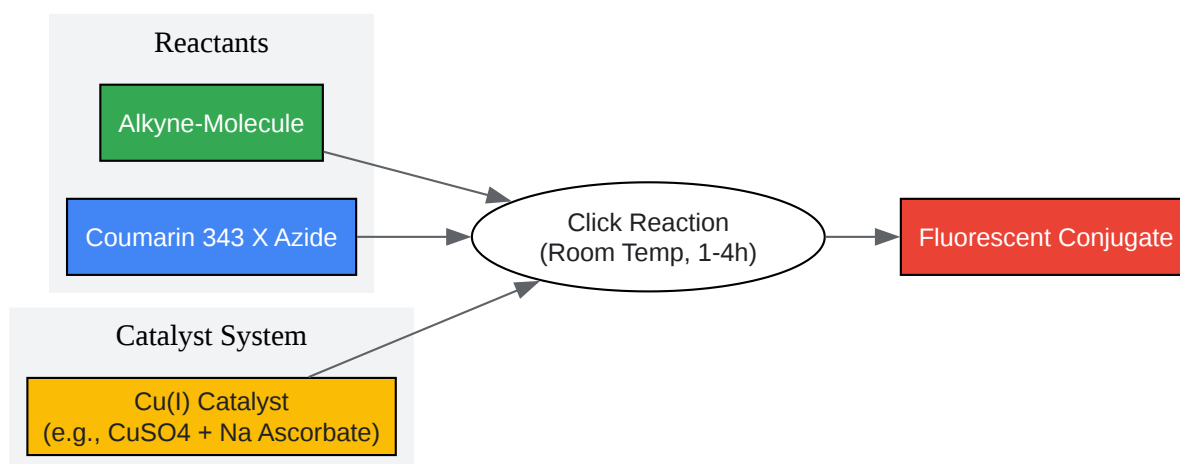 Reactants
Alkyne-Molecule
Coumarin 343 X Azide
Click Reaction
(Room Temp, 1-4h)
Fluorescent Conjugate
Catalyst System
Cu(I) Catalyst
(e.g., CuSO4 + Na Ascorbate)